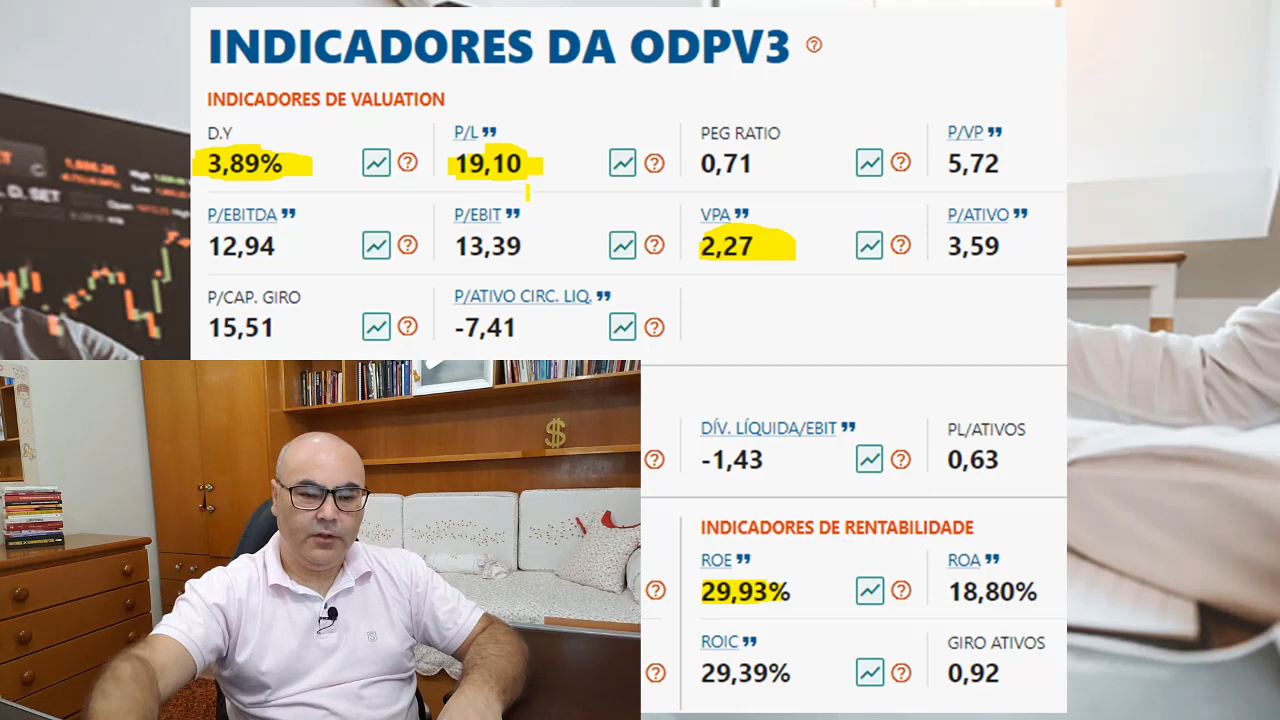 INDICADORES DA ODPV3
INDICADORES DE VALUATION
D.Y
P/L
PEG RATIO
P/VP
3,89%
19,10
0,71
5,72
P/EBITDA
P/EBIT
VPA
P/ATIVO
12,94
13,39
2,27
3,59
P/CAP. GIRO
P/ATIVO CIRC. LIQ.
15,51
-7,41
DÍV. LÍQUIDA/EBIT
PL/ATIVOS
-1,43
0,63
INDICADORES DE RENTABILIDADE
ROE
ROA
29,93%
18,80%
ROIC
GIRO ATIVOS
29,39%
0,92